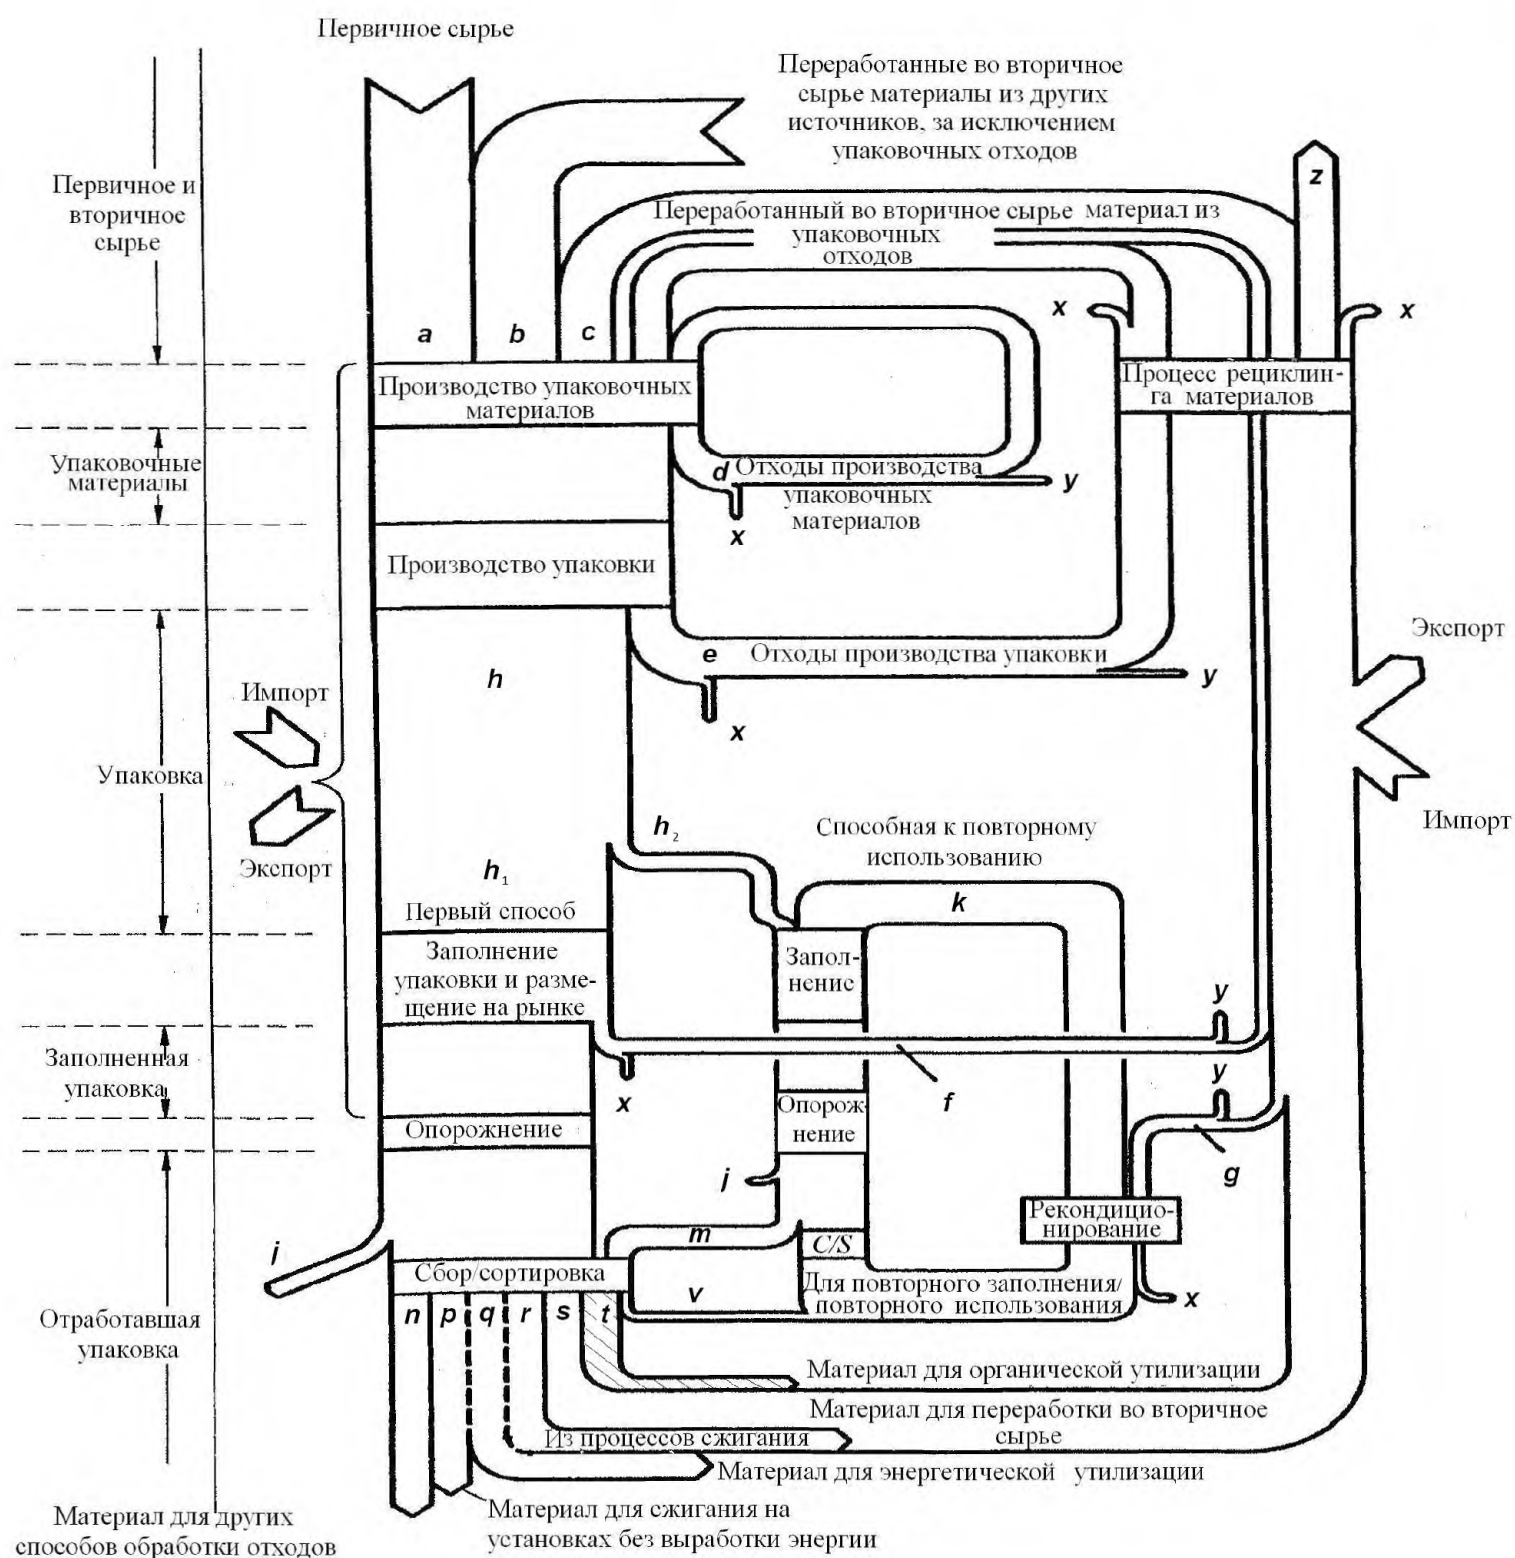 Первичное сырье
Переработанные во вторичное
сырье материалы из других
источников, за исключением
упаковочных отходов
z
Первичное и
вторичное
сырье
Переработанный во вторичное сырье материал из
упаковочных
отходов
x
x
a
b
c
Производство упаковочных
материалов
Процесс рециклин-
га материалов
Упаковочные
материалы
d
Отходы производства
упаковочных
материалов
y
x
Производство упаковки
e
Отходы производства упаковки
y
x
h
Экспорт
Импорт
Импорт
Экспорт
Упаковка
h2
h1
Способная к повторному
использованию
k
Первый способ
Заполнение
упаковки и разме-
щение на рынке
Запол-
нение
y
Заполненная
упаковка
x
f
y
Опорожнение
Опорож-
нение
g
j
j
m
C/S
Рекондицио-
нирование
Сбор/сортировка
v
Для повторного заполнения/
повторного использования
x
n
p
q
r
s
t
Отработавшая
упаковка
Материал для органической утилизации
Материал для переработки во вторичное
сырье
Из процессов сжигания
Материал для энергетической утилизации
Материал для сжигания на
установках без выработки энергии
Материал для других
способов обработки отходов